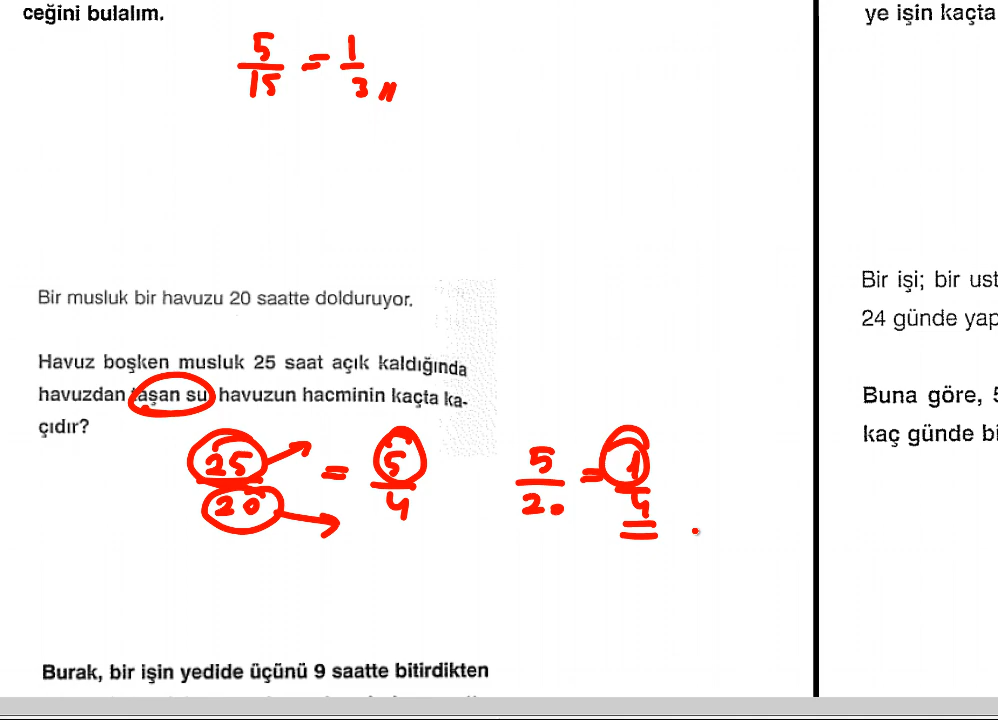 ceğini bulalım.
5/15 = 1/3 //
Bir musluk bir havuzu 20 saatte dolduruyor.
Havuz boşken musluk 25 saat açık kaldığında
havuzdan taşan su havuzun hacminin kaçta ka-
çıdır?
25/20 = 5/4
5/20 = 1/4
Burak, bir işin yedide üçünü 9 saatte bitirdikten
ye işin kaçta
Bir işi; bir ust
24 günde yap
Buna göre, 5
kaç günde bi